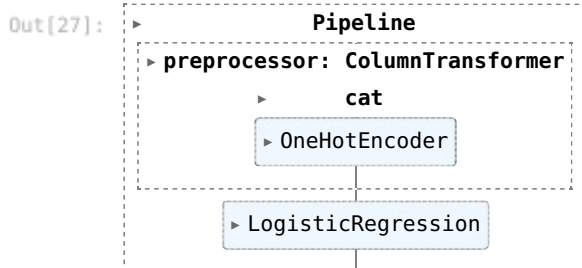 Out[27]:
▸ Pipeline
▸ preprocessor: ColumnTransformer
▸ cat
▸ OneHotEncoder
▸ LogisticRegression